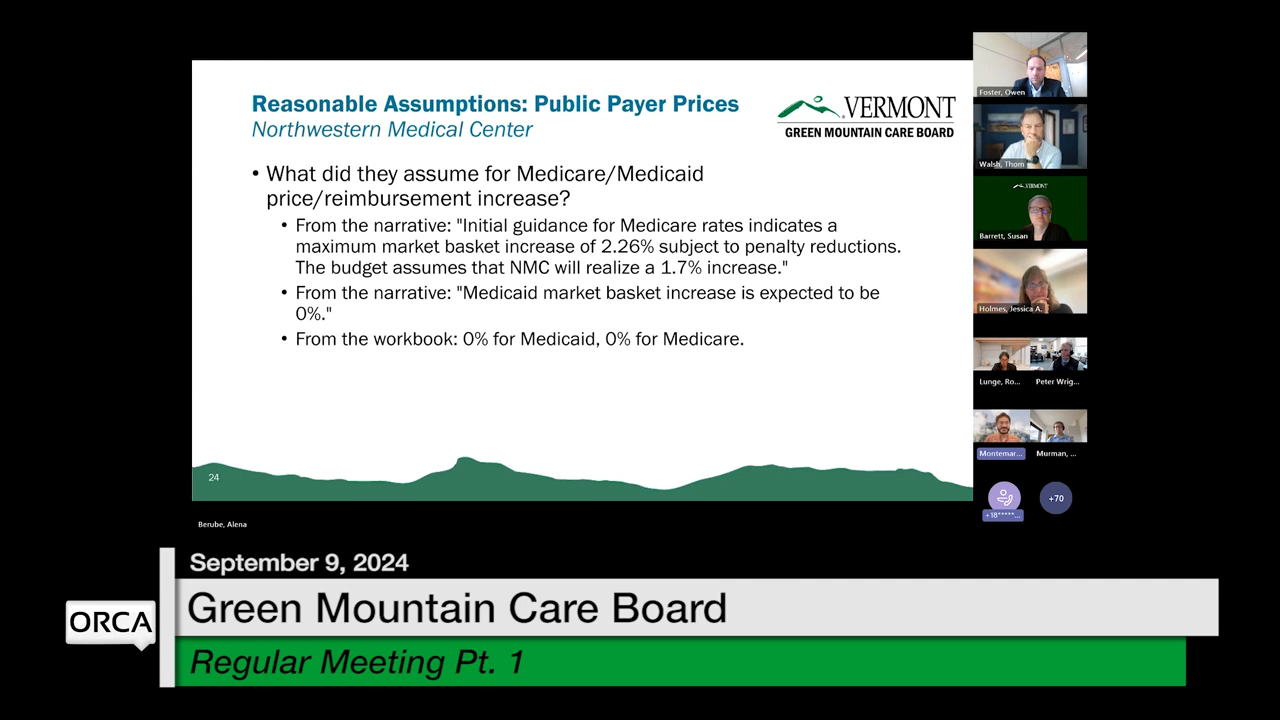 Reasonable Assumptions: Public Payer Prices
Northwestern Medical Center
VERMONT
GREEN MOUNTAIN CARE BOARD
• What did they assume for Medicare/Medicaid
price/reimbursement increase?
• From the narrative: "Initial guidance for Medicare rates indicates a
maximum market basket increase of 2.26% subject to penalty reductions.
The budget assumes that NMC will realize a 1.7% increase."
• From the narrative: "Medicaid market basket increase is expected to be
0%."
• From the workbook: 0% for Medicaid, 0% for Medicare.
24
Foster, Owen
Walsh, Thom
VERMONT
Barrett, Susan
Holmes, Jessica A.
Lunge, Ro...
Peter Wrig...
Montemar...
Murman, ...
+18*****...
+70
Berube, Alena
September 9, 2024
ORCA
Green Mountain Care Board
Regular Meeting Pt. 1